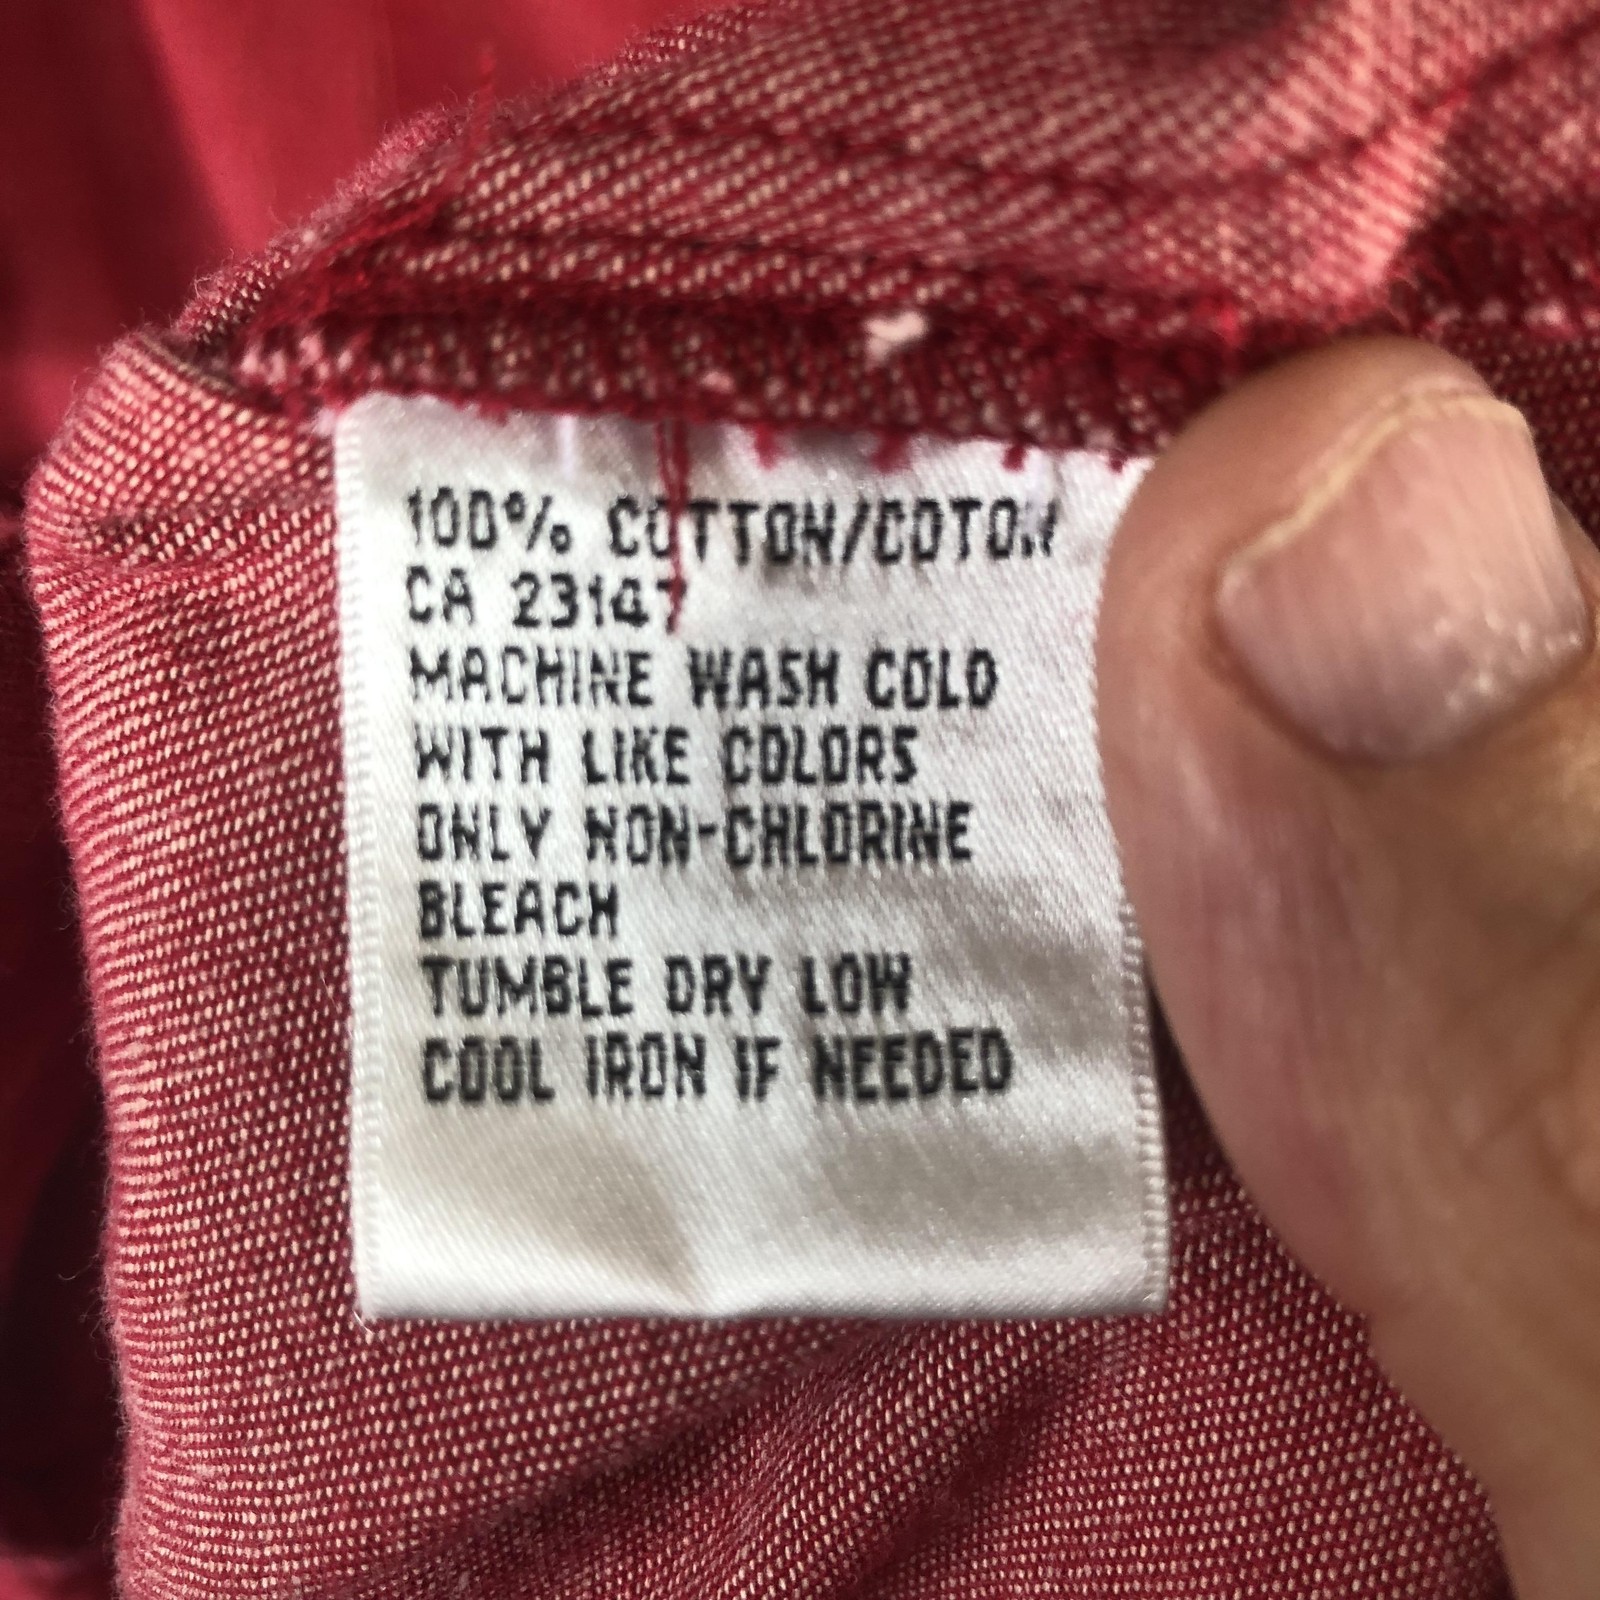 100% COTTON/COTON
CA 23147
MACHINE WASH COLD
WITH LIKE COLORS
ONLY NON-CHLORINE
BLEACH
TUMBLE DRY LOW
COOL IRON IF NEEDED